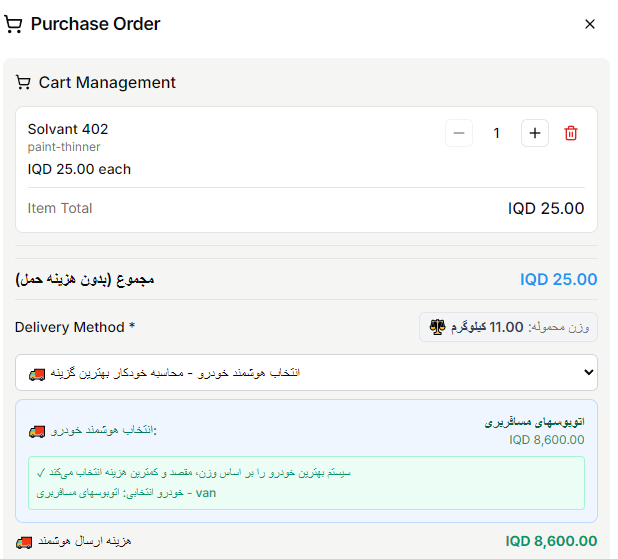 Purchase Order
Cart Management
Solvant 402
paint-thinner
IQD 25.00 each
1
Item Total
IQD 25.00
مجموع (بدون هزینه حمل)
IQD 25.00
Delivery Method *
وزن محموله: 11.00 کیلوگرم
انتخاب هوشمند خودرو - محاسبه خودکار بهترین گزینه
انتخاب هوشمند خودرو:
اتوبوسهای مسافربری
IQD 8,600.00
✓ سیستم بهترین خودرو را بر اساس وزن، مقصد و کمترین هزینه انتخاب می‌کند
خودرو انتخابی: اتوبوسهای مسافربری - van
هزینه ارسال هوشمند
IQD 8,600.00